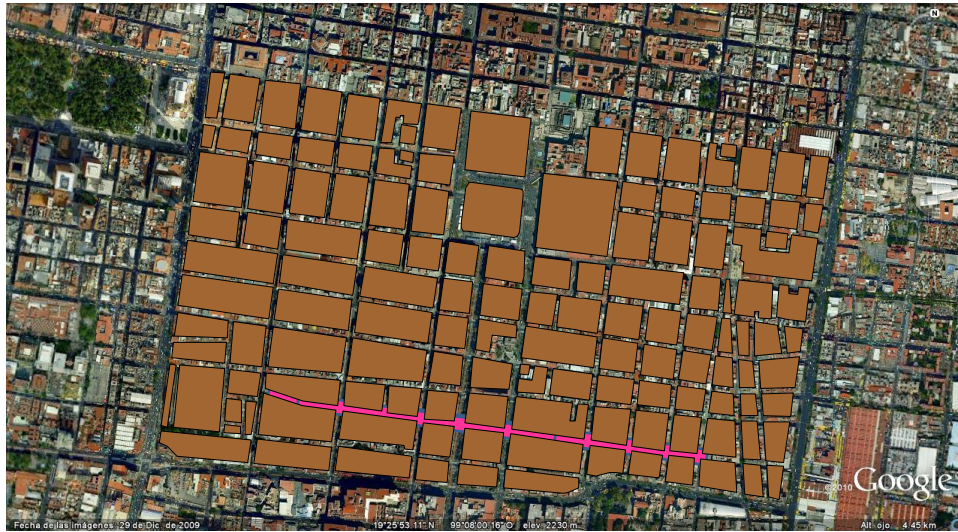 N
©2010 Google
Fecha de las imágenes: 29 de Dic. de 2009 19°25'53.11" N 99°08'00.16" O elev. 2230 m Alt. ojo 4.45 km